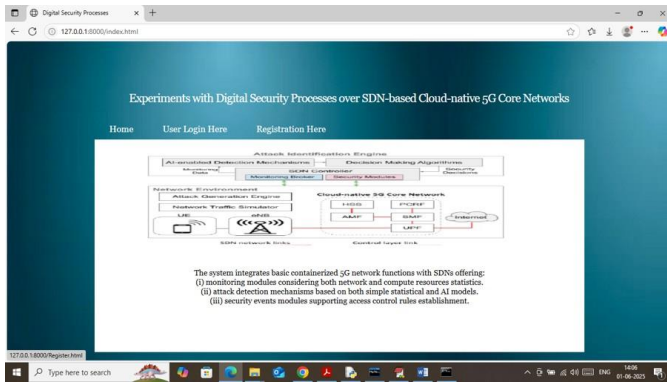 Digital Security Processes
127.0.0.1:8000/index.html
Experiments with Digital Security Processes over SDN-based Cloud-native 5G Core Networks
Home User Login Here Registration Here
Attack Identification Engine
AI-enabled Detection Mechanisms Decision Making Algorithms
Monitoring Data SDN Controller Security Decisions
Monitoring Broker Security Modules
Network Environment
Attack Generation Engine Cloud-native 5G Core Network
Network Traffic Simulator HSS PCRF
UE eNB AMF SMF Internet
UPF
SDN network links Control layer link
The system integrates basic containerized 5G network functions with SDNs offering:
(i) monitoring modules considering both network and compute resources statistics.
(ii) attack detection mechanisms based on both simple statistical and AI models.
(iii) security events modules supporting access control rules establishment.
127.0.0.1:8000/Register.html
Type here to search
ENG 14:06
01-06-2025